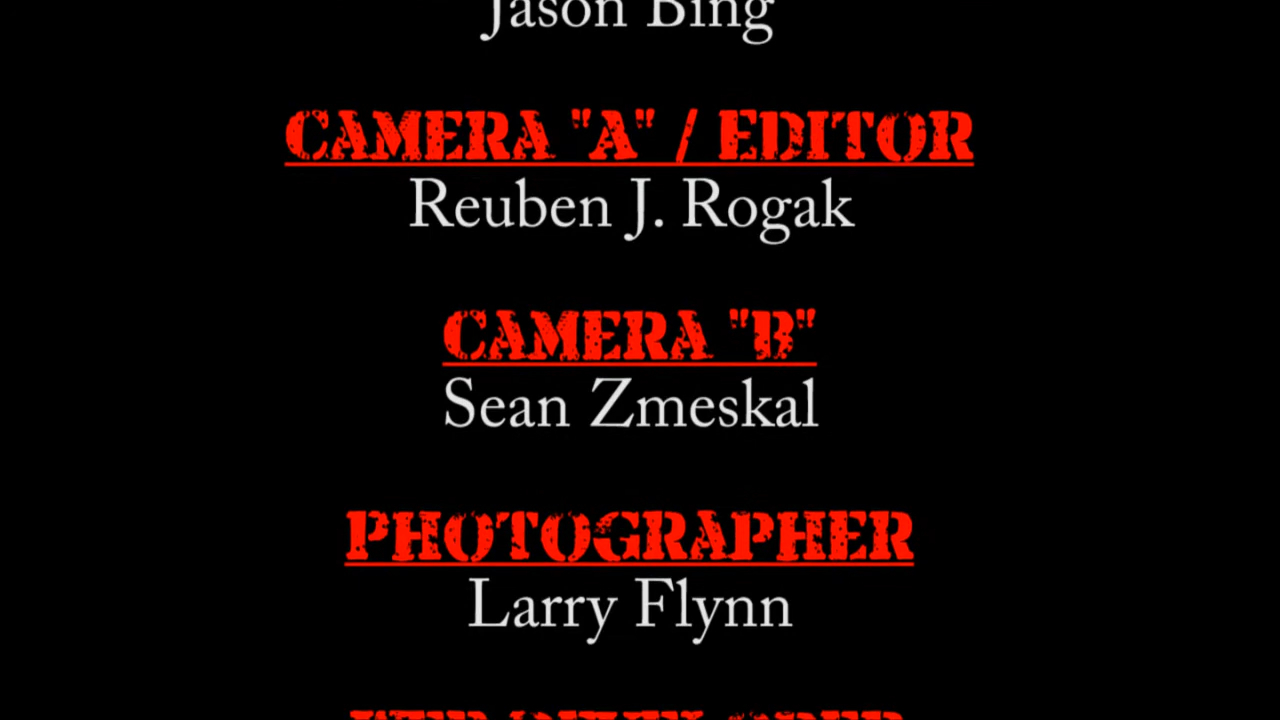 Jason Bing
CAMERA "A" / EDITOR
Reuben J. Rogak
CAMERA "B"
Sean Zmeskal
PHOTOGRAPHER
Larry Flynn